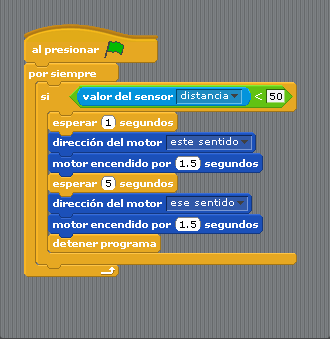 al presionar
por siempre
si valor del sensor distancia < 50
esperar 1 segundos
dirección del motor este sentido
motor encendido por 1.5 segundos
esperar 5 segundos
dirección del motor ese sentido
motor encendido por 1.5 segundos
detener programa